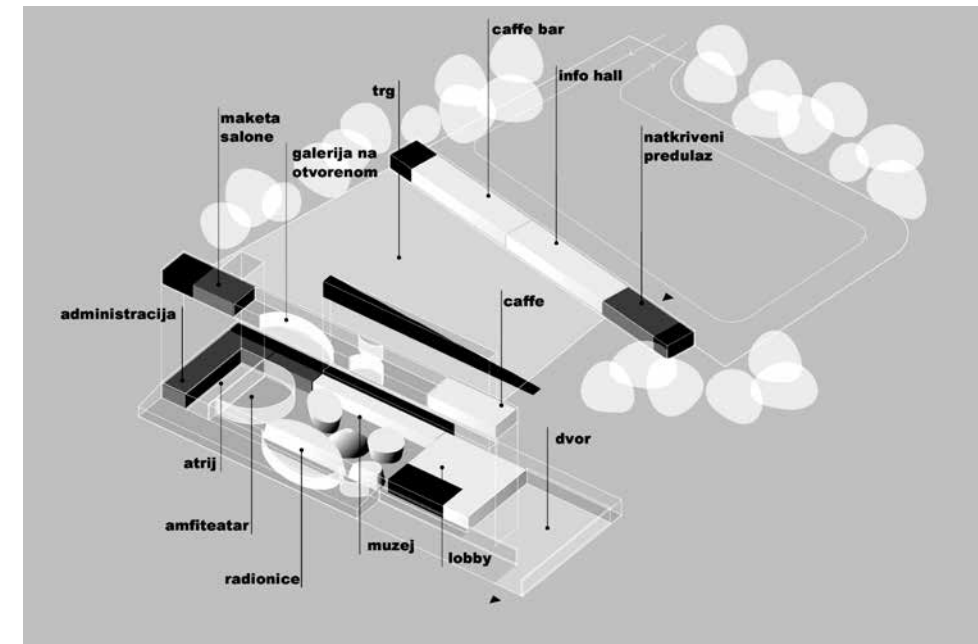 caffe bar
info hall
trg
maketa
salone
galerija na
otvorenom
natkriveni
predulaz
administracija
caffe
dvor
atrij
amfiteatar
muzej
lobby
radionice